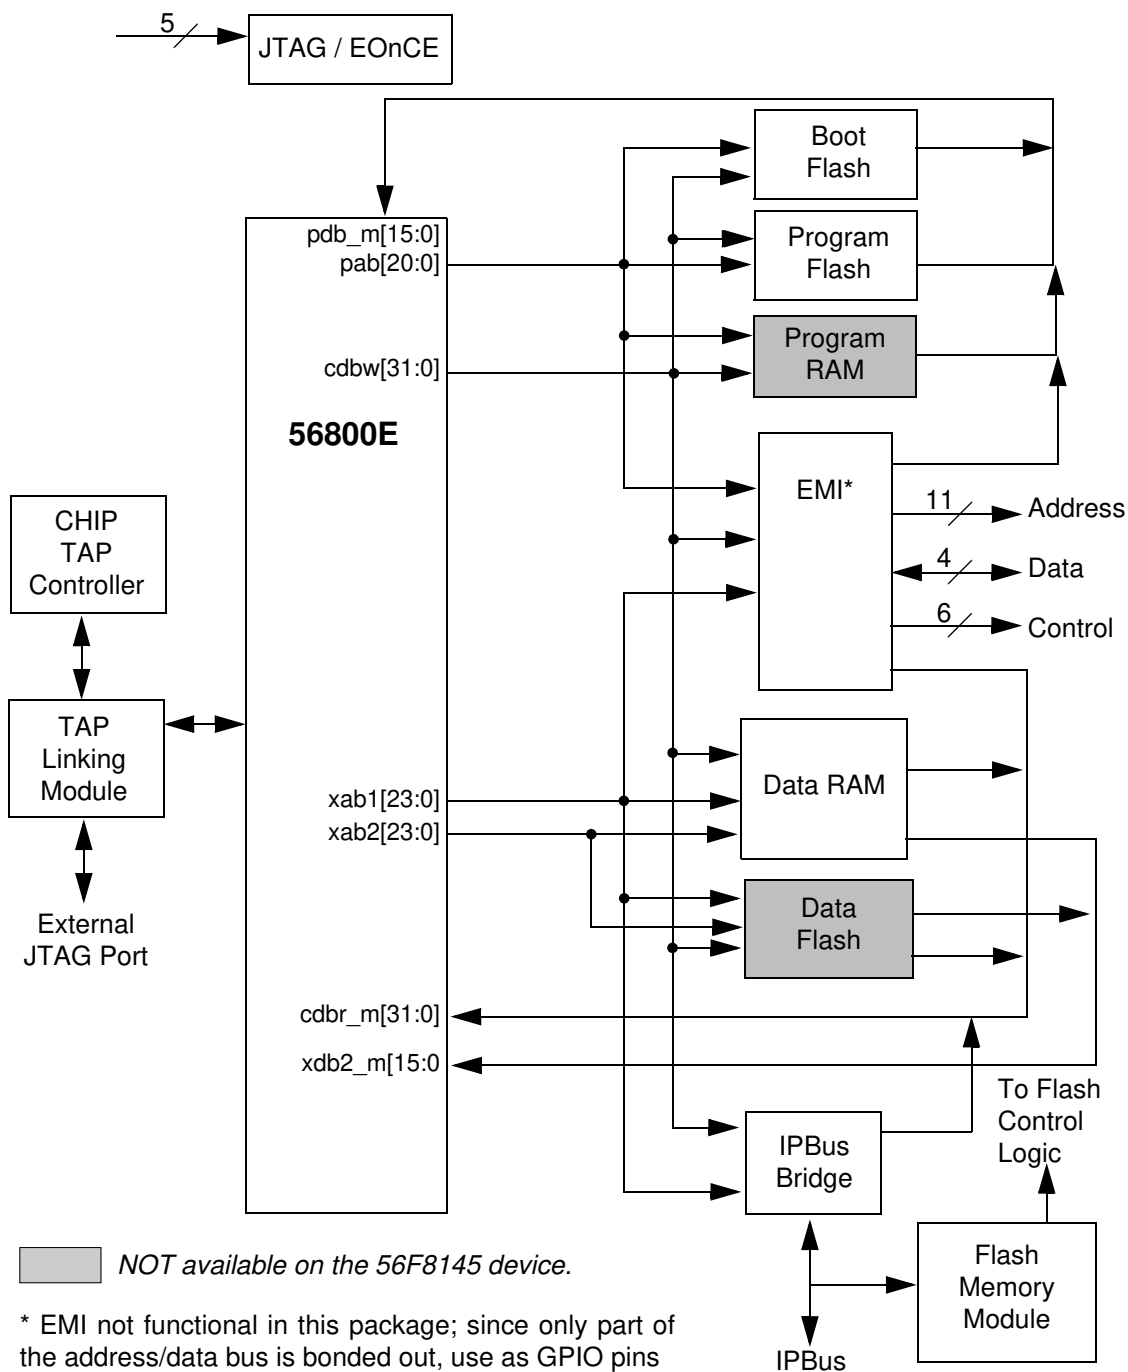 5
JTAG / EOnCE
Boot
Flash
pdb_m[15:0]
pab[20:0]
Program
Flash
cdbw[31:0]
Program
RAM
56800E
EMI*
11
Address
4
Data
6
Control
CHIP
TAP
Controller
TAP
Linking
Module
External
JTAG Port
xab1[23:0]
xab2[23:0]
Data RAM
Data
Flash
cdbr_m[31:0]
xdb2_m[15:0
To Flash
Control
Logic
IPBus
Bridge
Flash
Memory
Module
IPBus
NOT available on the 56F8145 device.
* EMI not functional in this package; since only part of
the address/data bus is bonded out, use as GPIO pins